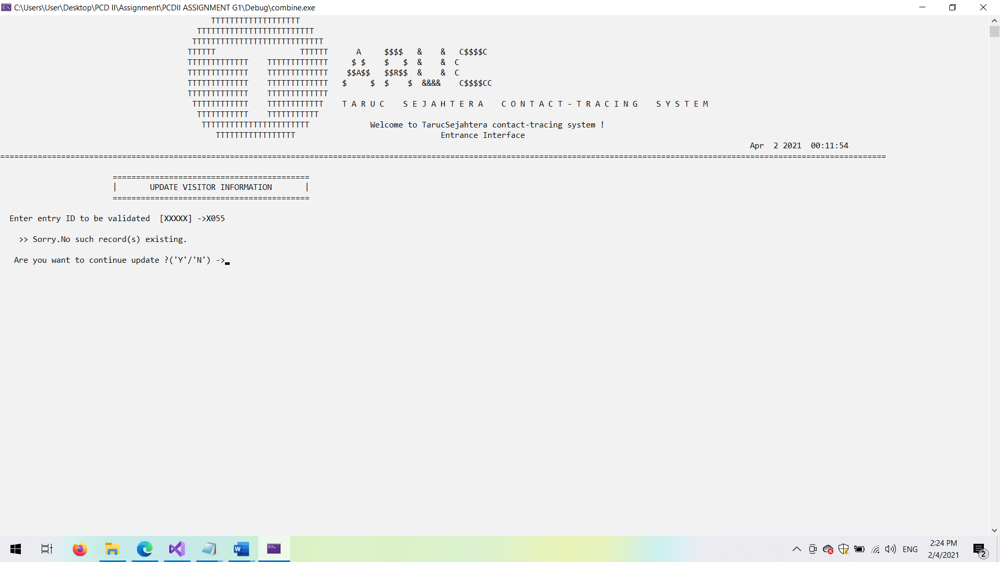 C:\Users\User\Desktop\PCD II\Assignment\PCDII ASSIGNMENT G1\Debug\combine.exe
TTTTTTTTTTTTTTTTTTT
TTTTTTTTTTTTTTTTTTTTTTTTT
TTTTTTTTTTTTTTTTTTTTTTTTTTTT
TTTTTT                  TTTTTT      A     $$$$   &    &   C$$$$C
TTTTTTTTTTTTT    TTTTTTTTTTTTT     $ $    $   $  &    &  C
TTTTTTTTTTTTT    TTTTTTTTTTTTT    $$A$$   $$R$$  &    &  C
TTTTTTTTTTTTT    TTTTTTTTTTTTT   $     $  $    $  &&&&    C$$$$CC
TTTTTTTTTTTTT    TTTTTTTTTTTTT
TTTTTTTTTTTT    TTTTTTTTTTTT    T A R U C    S E J A H T E R A    C O N T A C T - T R A C I N G    S Y S T E M
TTTTTTTTTTT    TTTTTTTTTTT
TTTTTTTTTTTTTTTTTTTTTTT             Welcome to TarucSejahtera contact-tracing system !
TTTTTTTTTTTTTTTTT                               Entrance Interface
Apr  2 2021  00:11:54
=============================================================================================================================================================================================
==========================================
|       UPDATE VISITOR INFORMATION       |
==========================================
Enter entry ID to be validated  [XXXXX] ->X055
>> Sorry.No such record(s) existing.
Are you want to continue update ?('Y'/'N') ->
ENG
2:24 PM
2/4/2021
2